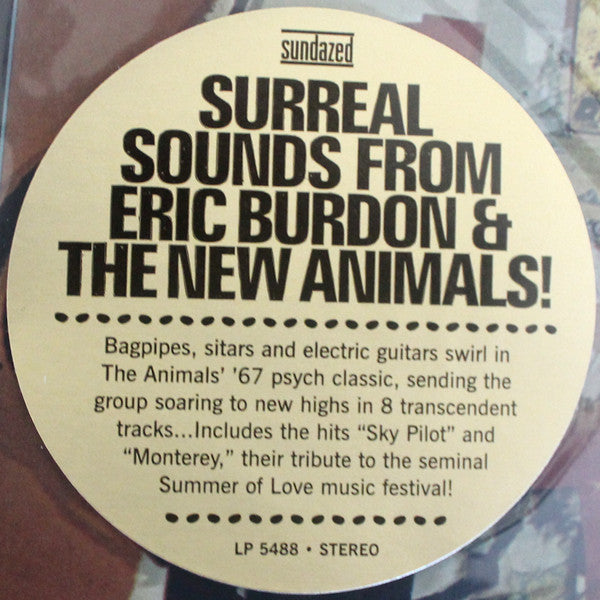 sundazed
SURREAL
SOUNDS FROM
ERIC BURDON &
THE NEW ANIMALS!
Bagpipes, sitars and electric guitars swirl in
The Animals’ ’67 psych classic, sending the
group soaring to new highs in 8 transcendent
tracks...Includes the hits “Sky Pilot” and
“Monterey,” their tribute to the seminal
Summer of Love music festival!
LP 5488 • STEREO